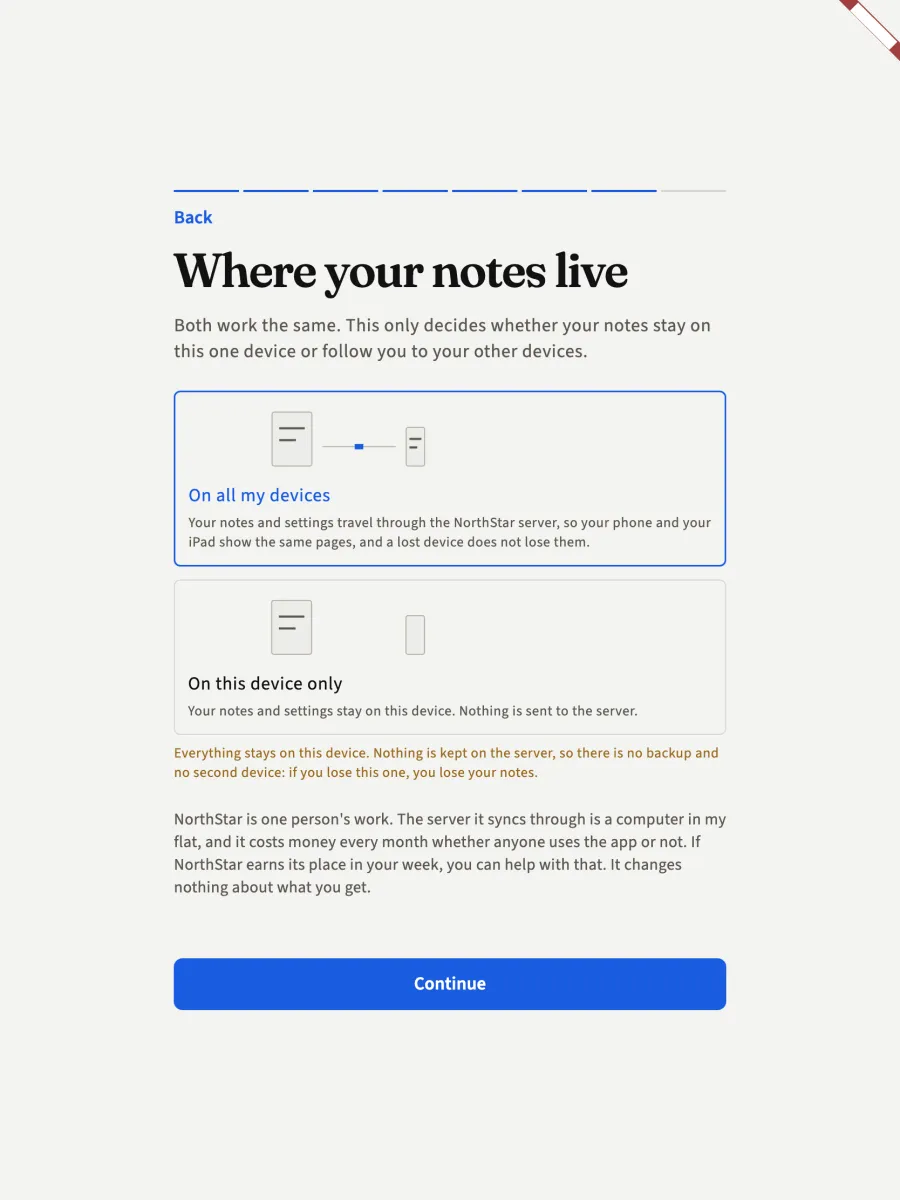 Back
Where your notes live
Both work the same. This only decides whether your notes stay on
this one device or follow you to your other devices.
On all my devices
Your notes and settings travel through the NorthStar server, so your phone and your
iPad show the same pages, and a lost device does not lose them.
On this device only
Your notes and settings stay on this device. Nothing is sent to the server.
Everything stays on this device. Nothing is kept on the server, so there is no backup and
no second device: if you lose this one, you lose your notes.
NorthStar is one person's work. The server it syncs through is a computer in my
flat, and it costs money every month whether anyone uses the app or not. If
NorthStar earns its place in your week, you can help with that. It changes
nothing about what you get.
Continue